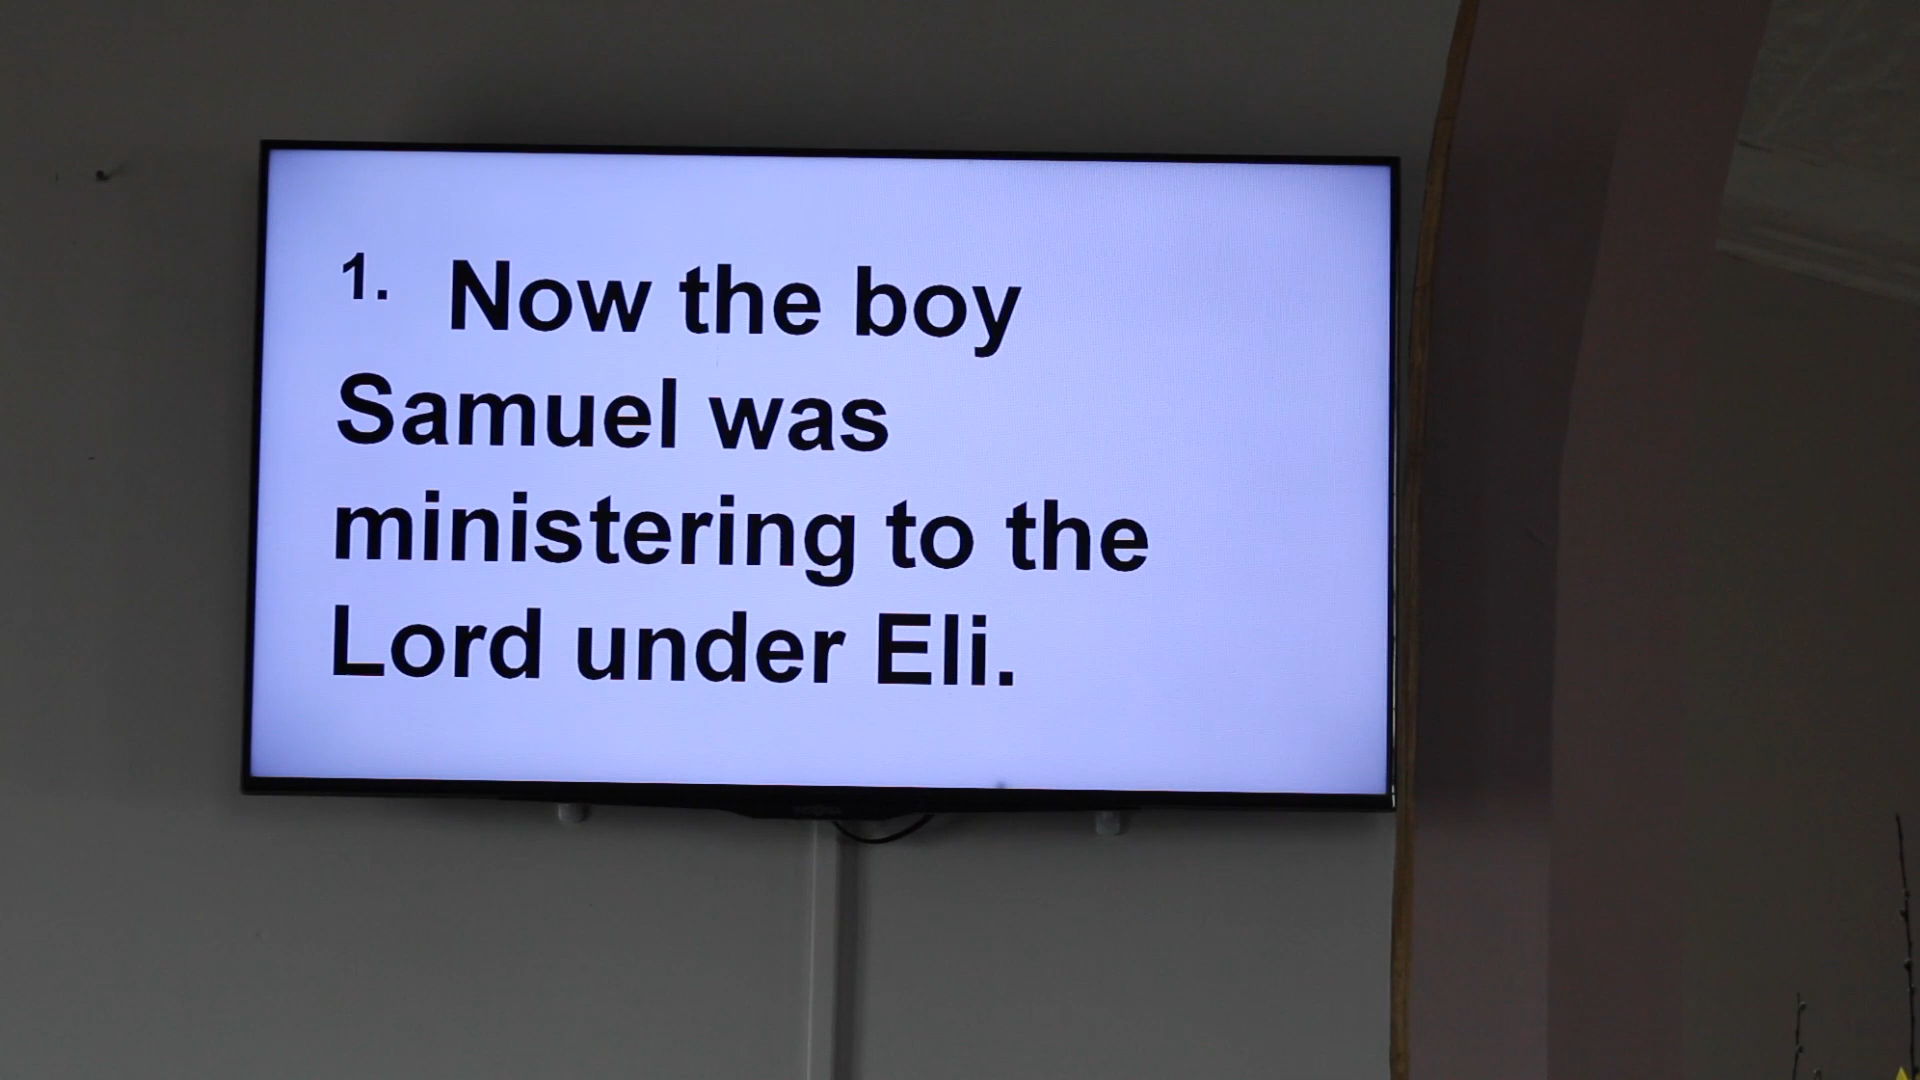 1. Now the boy
Samuel was
ministering to the
Lord under Eli.